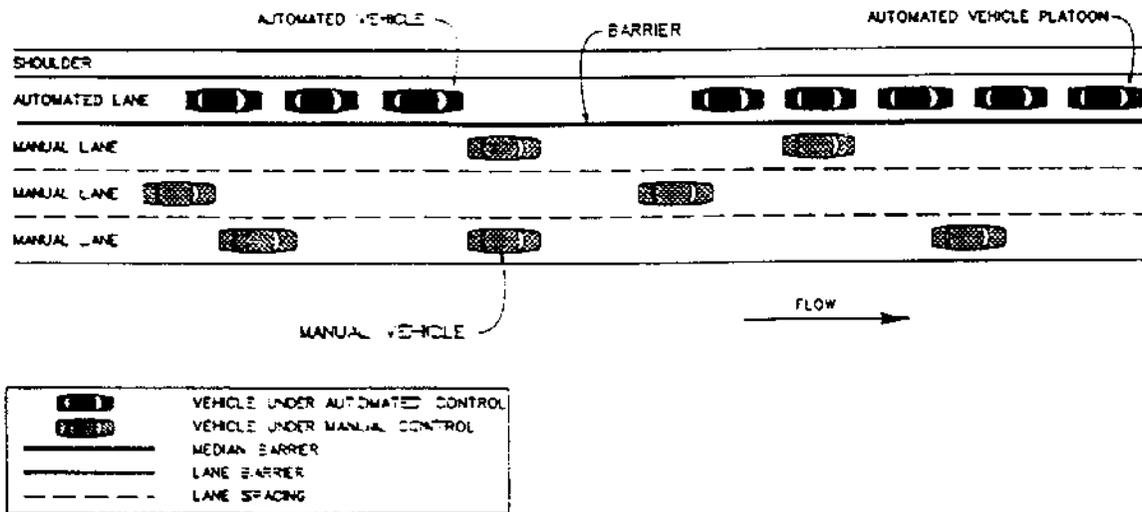 AUTOMATED VEHICLE
BARRIER
AUTOMATED VEHICLE PLATOON
SHOULDER
AUTOMATED LANE
MANUAL LANE
MANUAL LANE
MANUAL LANE
MANUAL VEHICLE
FLOW
VEHICLE UNDER AUTOMATED CONTROL
VEHICLE UNDER MANUAL CONTROL
MEDIAN BARRIER
LANE BARRIER
LANE SPACING